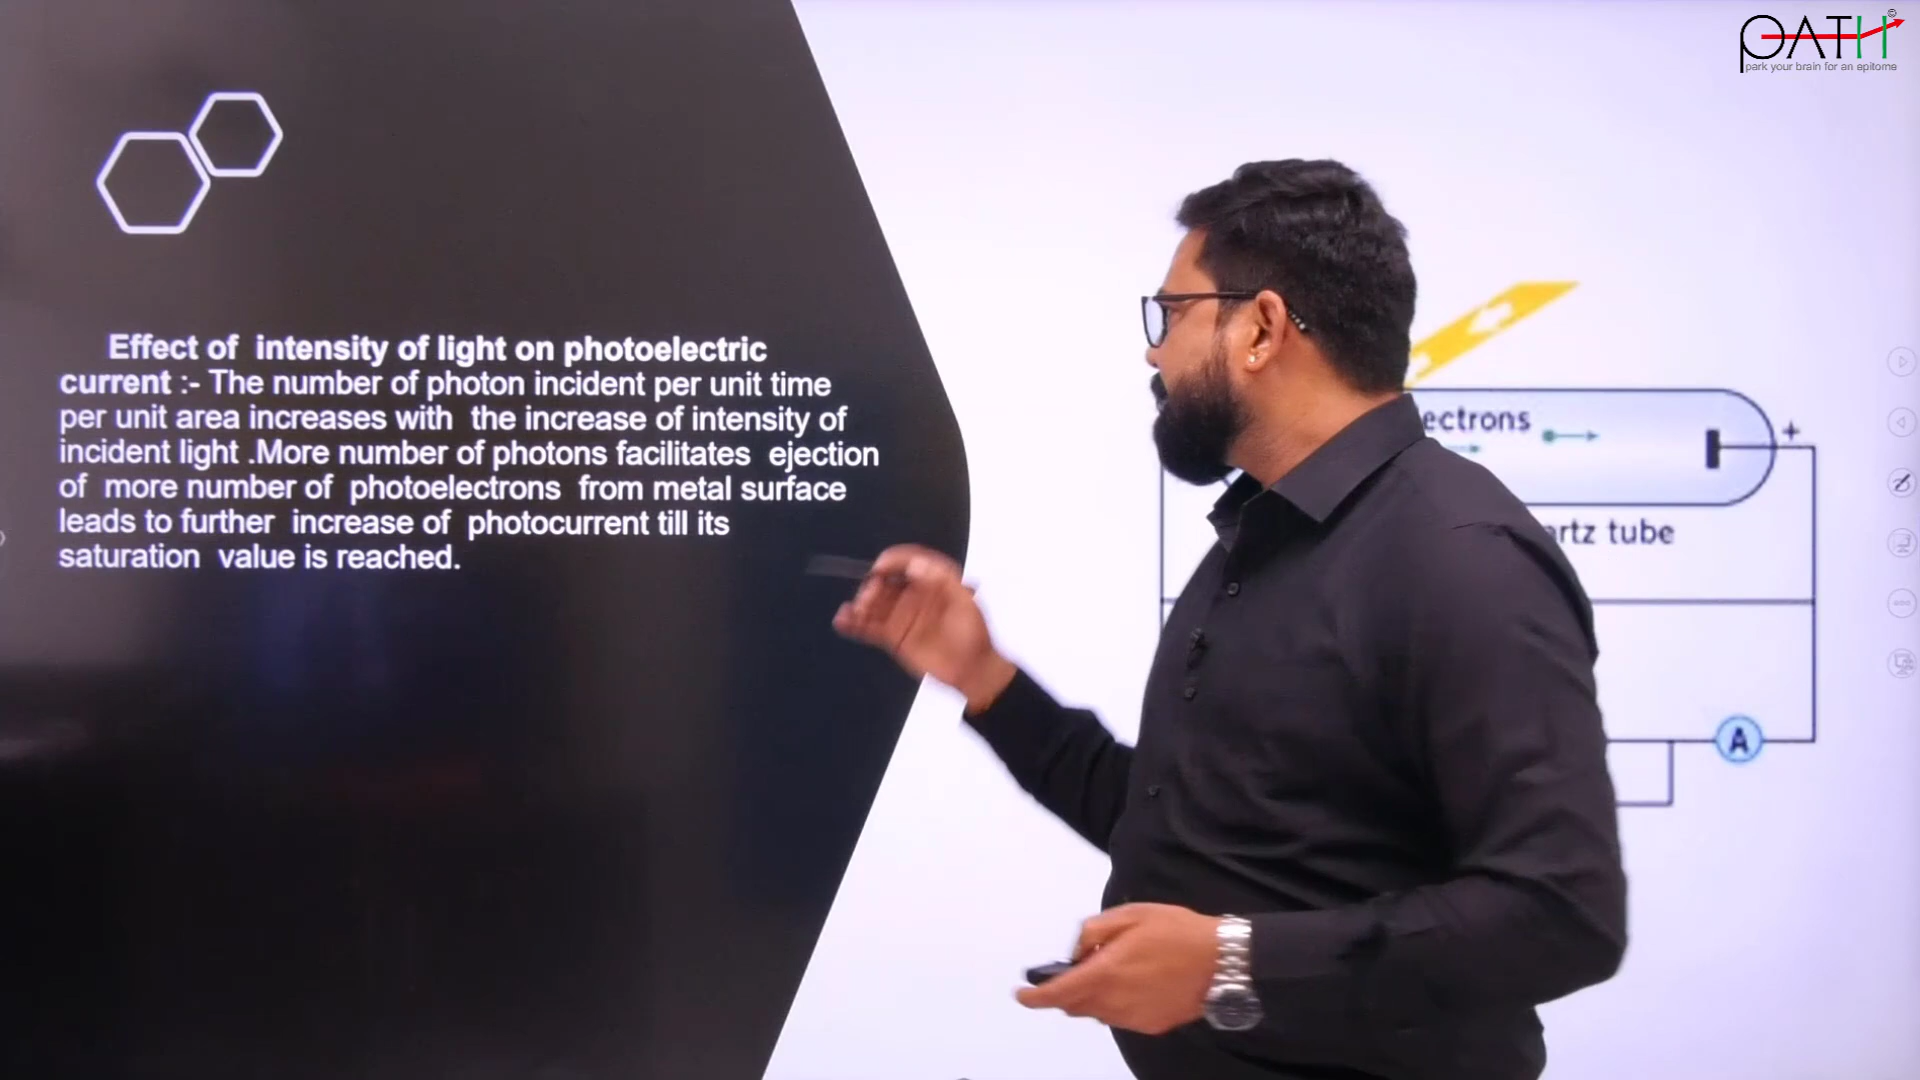 PATH
©
park your brain for an epitome
Effect of intensity of light on photoelectric
current :- The number of photon incident per unit time
per unit area increases with the increase of intensity of
incident light .More number of photons facilitates ejection
of more number of photoelectrons from metal surface
leads to further increase of photocurrent till its
saturation value is reached.
ectrons
+
rtz tube
A